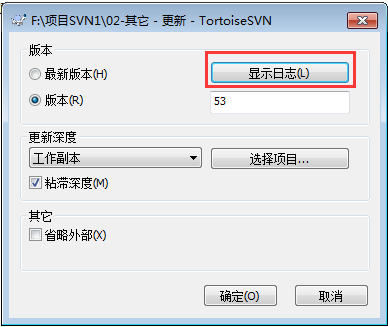 F:\项目SVN1\02-其它 - 更新 - TortoiseSVN
版本
最新版本(H)
显示日志(L)
版本(R)
53
更新深度
工作副本
选择项目...
粘带深度(M)
其它
省略外部(X)
确定(O)
取消